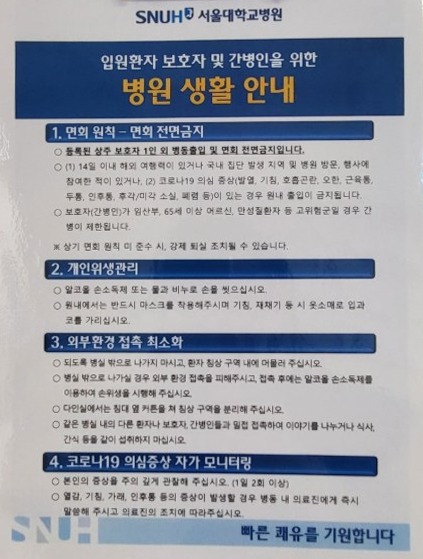 SNUH 서울대학교병원
입원환자 보호자 및 간병인을 위한
병원 생활 안내
1. 면회 원칙 – 면회 전면금지
○ 등록된 상주 보호자 1인 외 병동출입 및 면회 전면금지입니다.
○ (1) 14일 이내 해외 여행력이 있거나 국내 집단 발생 지역 및 병원 방문, 행사에
참여한 적이 있거나, (2) 코로나19 의심 증상(발열, 기침, 호흡곤란, 오한, 근육통,
두통, 인후통, 후각/미각 소실, 폐렴 등)이 있는 경우 원내 출입이 금지됩니다.
○ 보호자(간병인)가 임산부, 65세 이상 어르신, 만성질환자 등 고위험군일 경우 간
병이 제한됩니다.
※ 상기 면회 원칙 미 준수 시, 강제 퇴실 조치될 수 있습니다.
2. 개인위생관리
○ 알코올 손소독제 또는 물과 비누로 손을 씻으십시오.
○ 원내에서는 반드시 마스크를 착용해주시며 기침, 재채기 등 시 옷소매로 입과
코를 가리십시오.
3. 외부환경 접촉 최소화
○ 되도록 병실 밖으로 나가지 마시고, 환자 침상 구역 내에 머물러 주십시오.
○ 병실 밖으로 나가실 경우 외부 환경 접촉을 피해주시고, 접촉 후에는 알코올 손소독제를
이용하여 손위생을 시행해 주십시오.
○ 다인실에서는 침대 옆 커튼을 쳐 침상 구역을 분리해 주십시오.
○ 같은 병실 내의 다른 환자나 보호자, 간병인들과 밀접 접촉하여 이야기를 나누거나 식사,
간식 등을 같이 섭취하지 마십시오.
4. 코로나19 의심증상 자가 모니터링
○ 본인의 증상을 주의 깊게 관찰해 주십시오. (1일 2회 이상)
○ 열감, 기침, 가래, 인후통 등의 증상이 발생할 경우 병동 내 의료진에게 즉시
말씀해 주시고 의료진의 조치에 따라주십시오.
SNUH 빠른 쾌유를 기원합니다